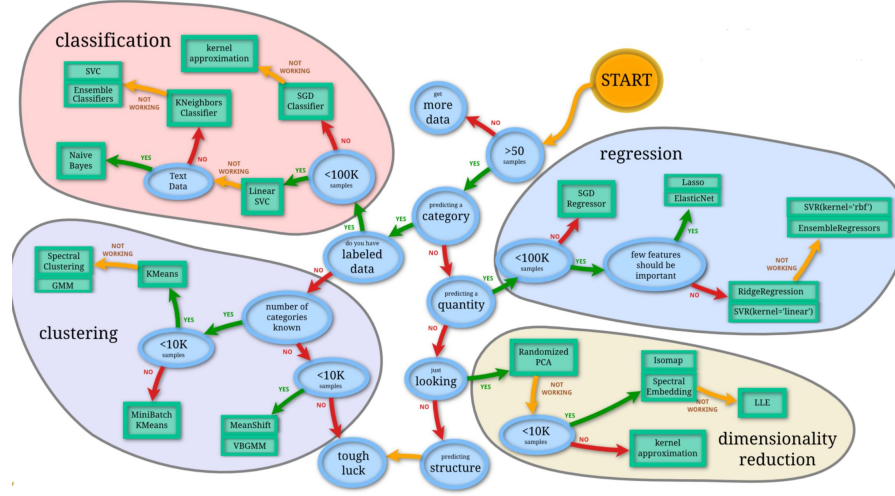 classification
kernel
approximation
NOT
WORKING
SVC
Ensemble
Classifiers
NOT
WORKING
KNeighbors
Classifier
SGD
Classifier
NO
Naive
Bayes
YES
Text
Data
NO
NOT
WORKING
Linear
SVC
YES
<100K
samples
START
get
more
data
NO
>50
samples
YES
predicting a
category
YES
do you have
labeled
data
YES
NO
NO
predicting a
quantity
YES
NO
just
looking
YES
NO
predicting
structure
tough
luck
regression
SGD
Regressor
NO
<100K
samples
YES
Lasso
ElasticNet
YES
few features
should be
important
NO
SVR(kernel='rbf')
EnsembleRegressors
NOT
WORKING
RidgeRegression
SVR(kernel='linear')
clustering
Spectral
Clustering
GMM
NOT
WORKING
KMeans
YES
<10K
samples
NO
MiniBatch
KMeans
YES
number of
categories
known
NO
<10K
samples
YES
MeanShift
VBGMM
NO
Randomized
PCA
NOT
WORKING
<10K
samples
YES
Isomap
Spectral
Embedding
NOT
WORKING
LLE
NO
kernel
approximation
dimensionality
reduction